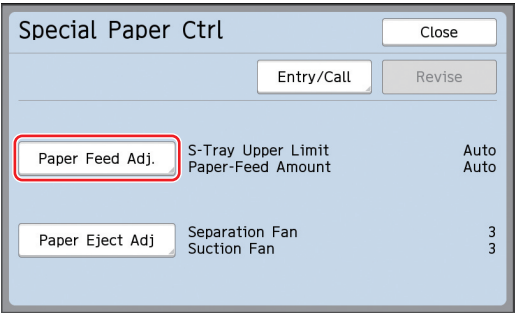 Special Paper Ctrl
Close
Entry/Call
Revise
Paper Feed Adj.
S-Tray Upper Limit Auto
Paper-Feed Amount Auto
Paper Eject Adj
Separation Fan 3
Suction Fan 3